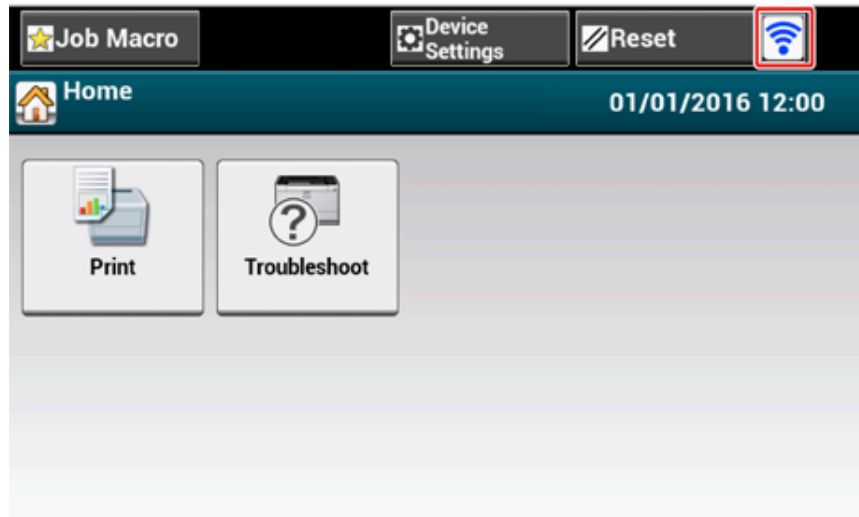 Job Macro
Device
Settings
Reset
Home
01/01/2016 12:00
Print
Troubleshoot